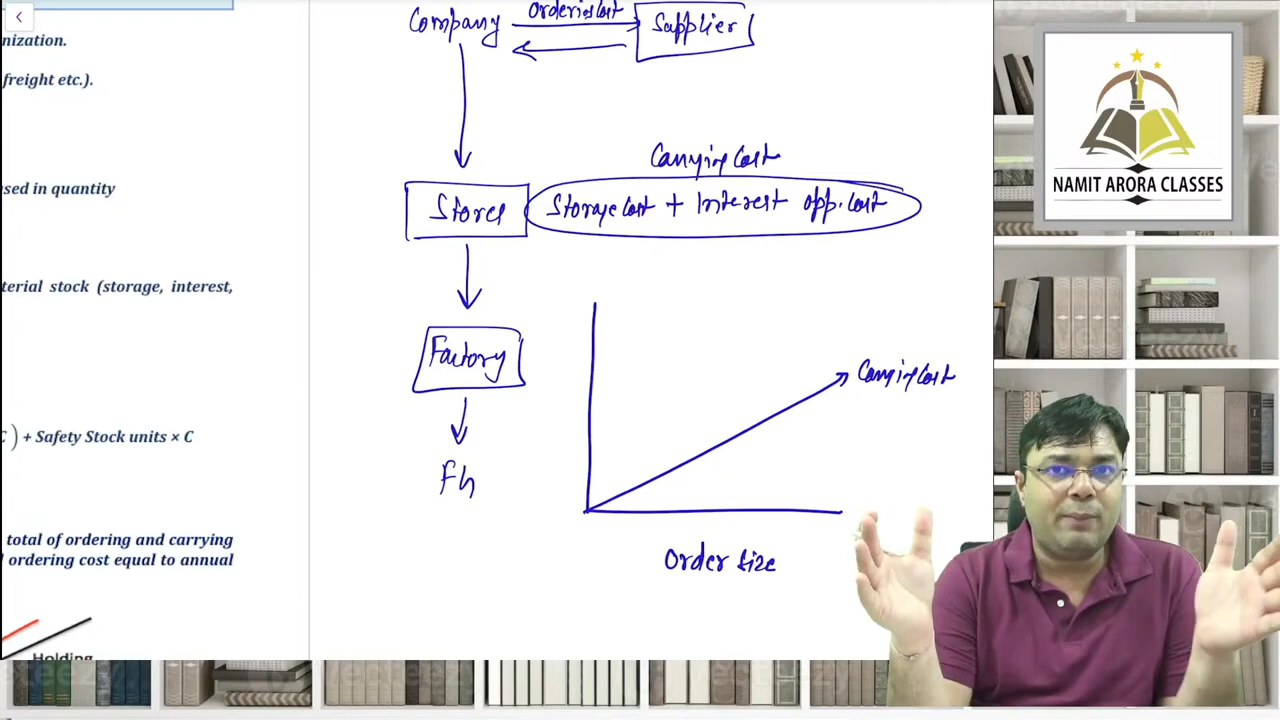 nization.
freight etc.).
sed in quantity
terial stock (storage, interest,
C ) + Safety Stock units × C
total of ordering and carrying
ordering cost equal to annual
Holding
Company
Ordering Cost
Supplier
Carrying Cost
Stores
Storage Cost + Interest opp. Cost
Factory
Carrying Cost
Order Size
NAMIT ARORA CLASSES